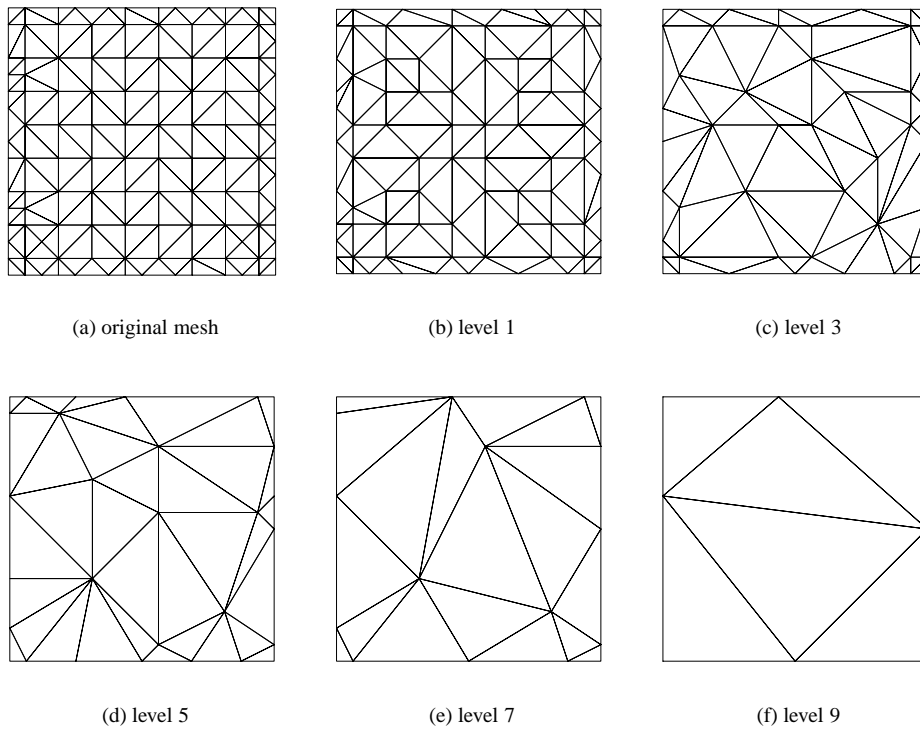 (a) original mesh
(b) level 1
(c) level 3
(d) level 5
(e) level 7
(f) level 9